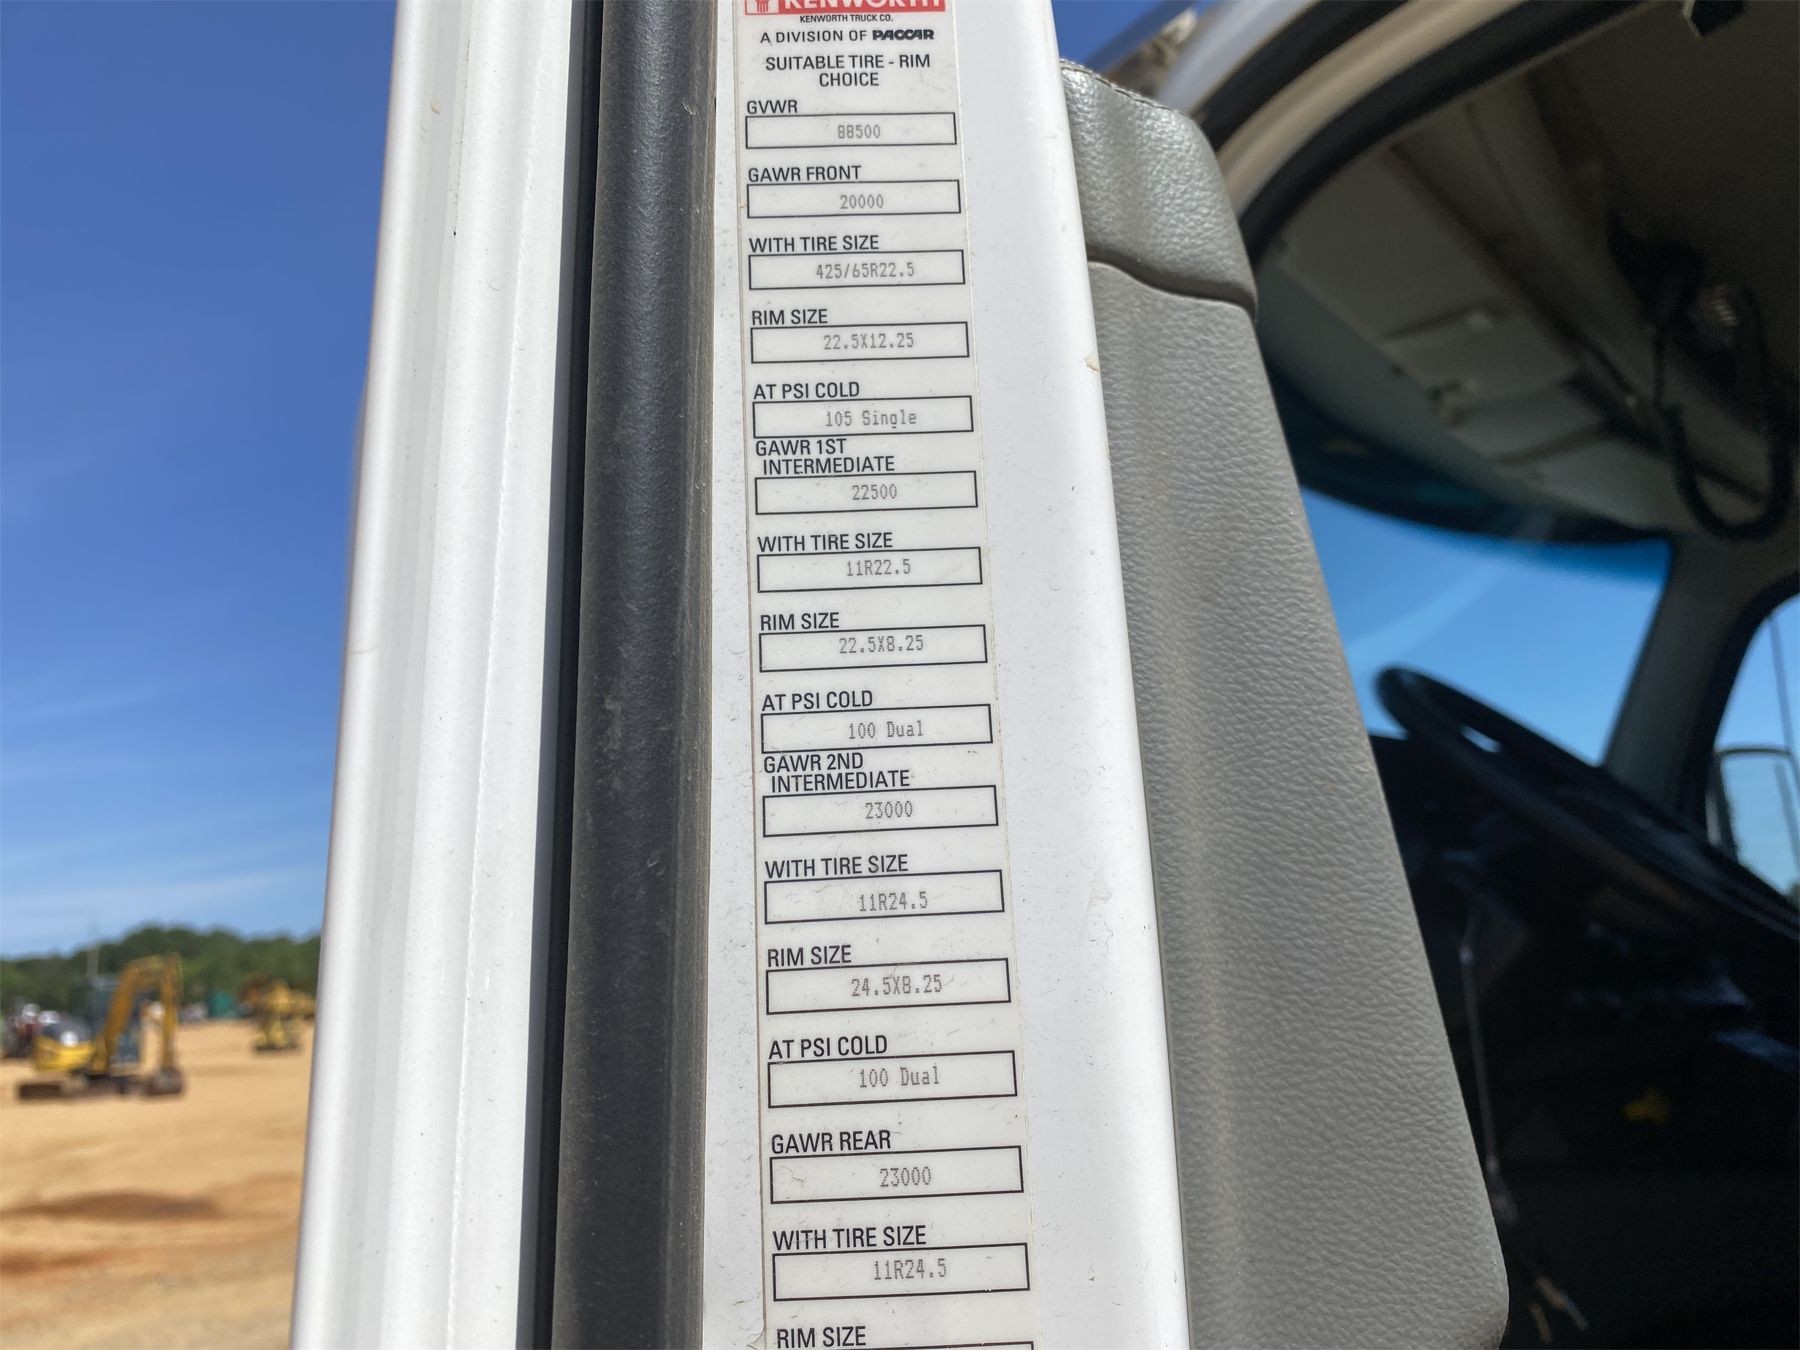 KENWORTH
KENWORTH TRUCK CO.
A DIVISION OF PACCAR
SUITABLE TIRE - RIM
CHOICE
GVWR
88500
GAWR FRONT
20000
WITH TIRE SIZE
425/65R22.5
RIM SIZE
22.5X12.25
AT PSI COLD
105 Single
GAWR 1ST
INTERMEDIATE
22500
WITH TIRE SIZE
11R22.5
RIM SIZE
22.5X8.25
AT PSI COLD
100 Dual
GAWR 2ND
INTERMEDIATE
23000
WITH TIRE SIZE
11R24.5
RIM SIZE
24.5X8.25
AT PSI COLD
100 Dual
GAWR REAR
23000
WITH TIRE SIZE
11R24.5
RIM SIZE